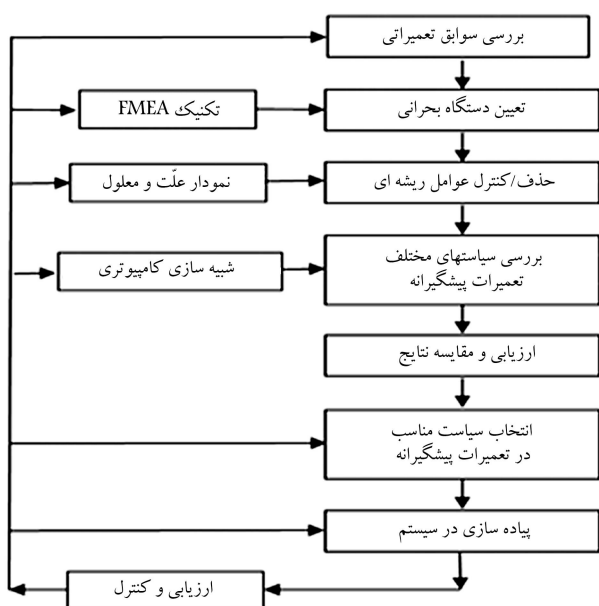 بررسی سوابق تعمیراتی
تعیین دستگاه بحرانی
تکنیک FMEA
حذف/کنترل عوامل ریشه ای
نمودار علّت و معلول
بررسی سیاستهای مختلف
تعمیرات پیشگیرانه
شبیه سازی کامپیوتری
ارزیابی و مقایسه نتایج
انتخاب سیاست مناسب
در تعمیرات پیشگیرانه
پیاده سازی در سیستم
ارزیابی و کنترل